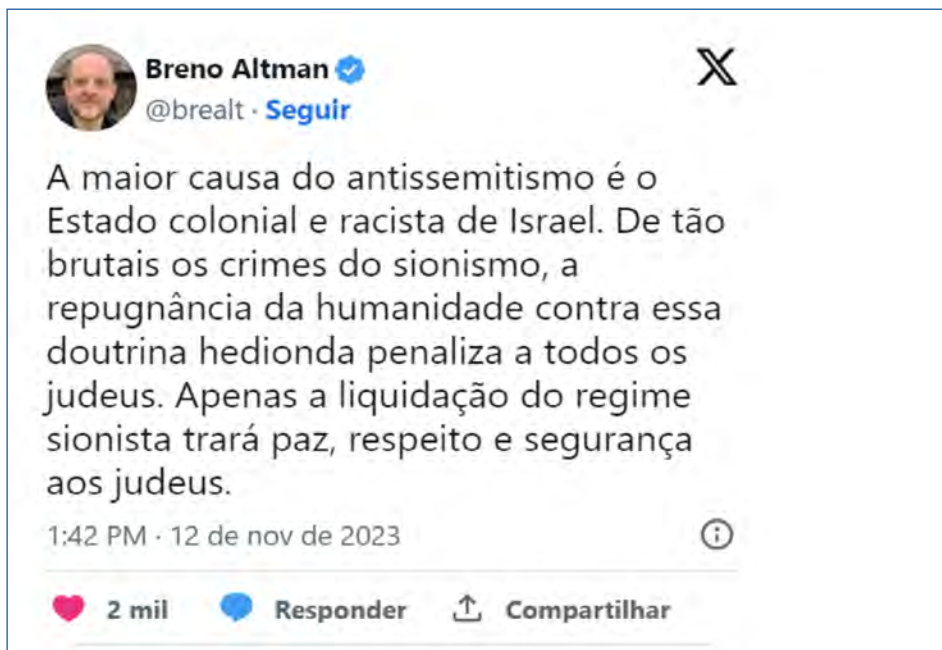 Breno Altman
@brealt · Seguir
A maior causa do antissemitismo é o
Estado colonial e racista de Israel. De tão
brutais os crimes do sionismo, a
repugnância da humanidade contra essa
doutrina hedionda penaliza a todos os
judeus. Apenas a liquidação do regime
sionista trará paz, respeito e segurança
aos judeus.
1:42 PM · 12 de nov de 2023
2 mil Responder Compartilhar